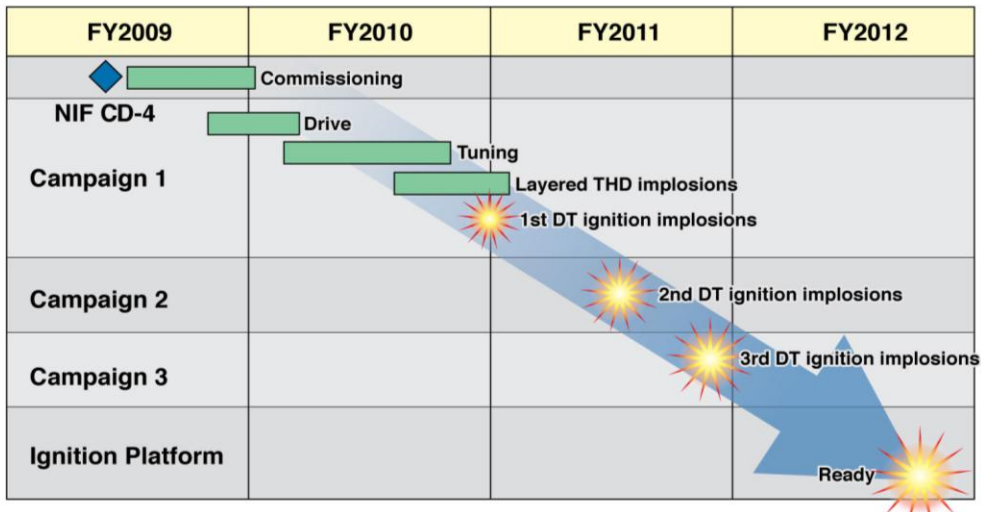 FY2009
FY2010
FY2011
FY2012
Commissioning
NIF CD-4
Drive
Tuning
Campaign 1
Layered THD implosions
1st DT ignition implosions
Campaign 2
2nd DT ignition implosions
3rd DT ignition implosions
Campaign 3
Ignition Platform
Ready